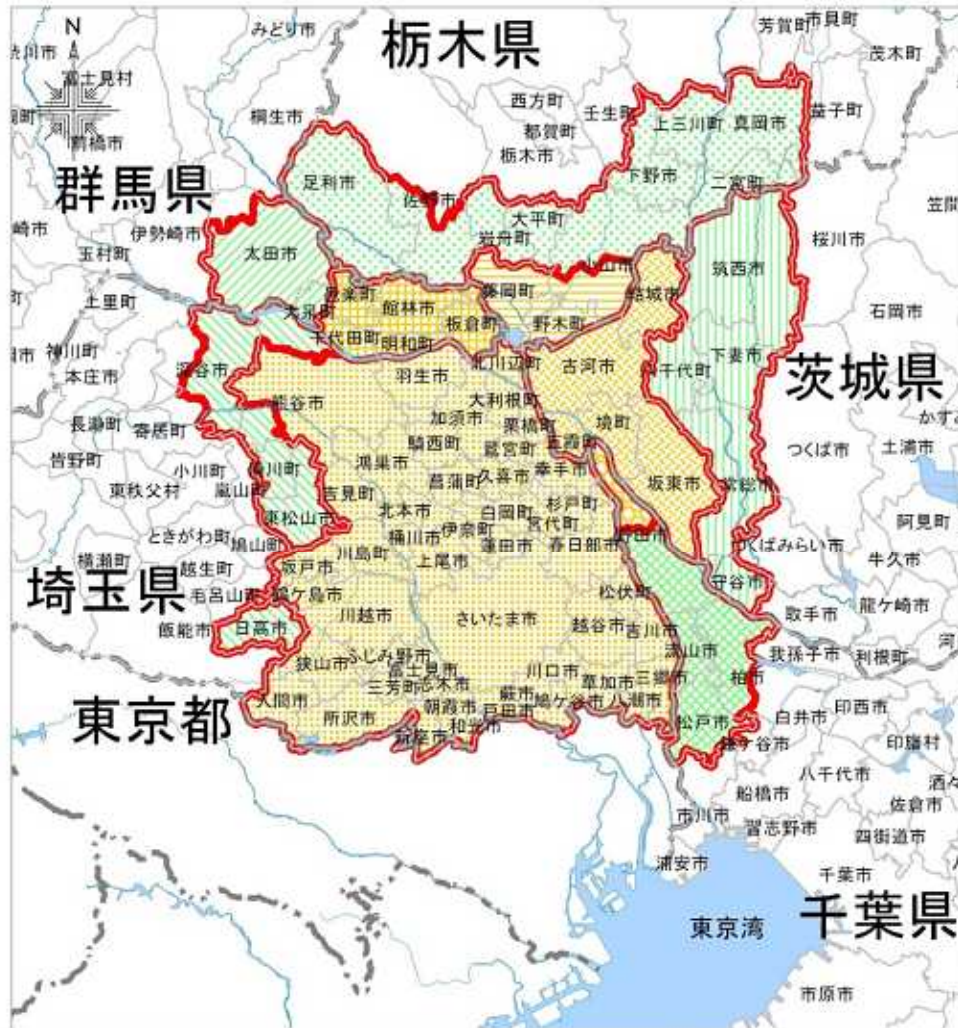 N
みどり市
栃木県
芳賀町
市貝町
茂木町
渋川市
富士見村
前橋市
桐生市
西方町
壬生町
都賀町
栃木市
上三川町
真岡市
益子町
群馬県
足利市
下野市
二宮町
大平町
岩舟町
伊勢崎市
玉村町
太田市
小山市
筑西市
桜川市
上里町
大泉町
邑楽町
館林市
板倉町
藤岡町
野木町
結城市
石岡市
千代田町
明和町
神川町
本庄市
深谷市
北川辺町
古河市
八千代町
下妻市
茨城県
羽生市
大利根町
熊谷市
加須市
栗橋町
境町
長瀞町
寄居町
皆野町
騎西町
鷲宮町
五霞町
つくば市
土浦市
小川町
滑川町
鴻巣市
菖蒲町
久喜市
幸手市
坂東市
常総市
東秩父村
嵐山町
吉見町
北本市
白岡町
杉戸町
阿見町
東松山市
伊奈町
宮代町
野田市
ときがわ町
鳩山町
桶川市
蓮田市
春日部市
つくばみらい市
牛久市
横瀬町
越生町
川島町
上尾市
坂戸市
守谷市
埼玉県
毛呂山町
鶴ケ島市
松伏町
取手市
龍ケ崎市
飯能市
日高市
川越市
さいたま市
越谷市
吉川市
流山市
我孫子市
利根町
狭山市
ふじみ野市
富士見市
川口市
三郷市
柏市
東京都
入間市
三芳町
志木市
草加市
八潮市
所沢市
朝霞市
蕨市
戸田市
鳩ケ谷市
和光市
新座市
松戸市
白井市
印西市
鎌ケ谷市
印旛村
船橋市
八千代市
佐倉市
市川市
習志野市
四街道市
浦安市
千葉市
東京湾
千葉県
市原市